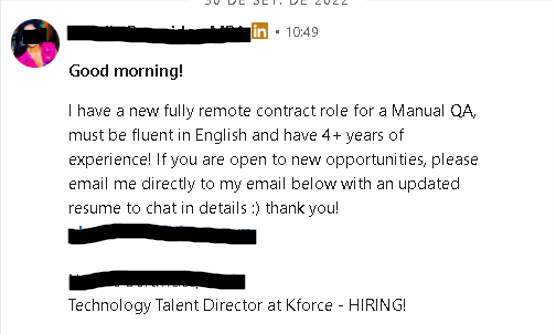 30 DE SET. DE 2022
in • 10:49
Good morning!
I have a new fully remote contract role for a Manual QA,
must be fluent in English and have 4+ years of
experience! If you are open to new opportunities, please
email me directly to my email below with an updated
resume to chat in details :) thank you!
Technology Talent Director at Kforce - HIRING!